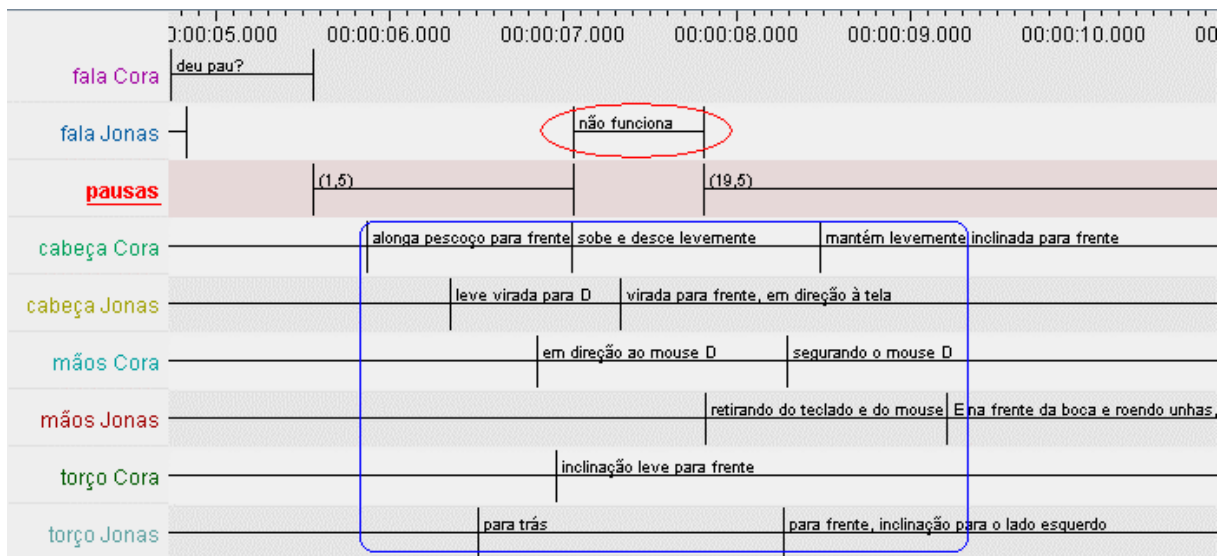 0:00:05.000 00:00:06.000 00:00:07.000 00:00:08.000 00:00:09.000 00:00:10.000 00
fala Cora deu pau?
fala Jonas não funciona
pausas (1,5) (19,5)
cabeça Cora alonga pescoço para frente sobe e desce levemente mantém levemente inclinada para frente
cabeça Jonas leve virada para D virada para frente, em direção à tela
mãos Cora em direção ao mouse D segurando o mouse D
mãos Jonas retirando do teclado e do mouse E na frente da boca e roendo unhas,
torço Cora inclinação leve para frente
torço Jonas para trás para frente, inclinação para o lado esquerdo